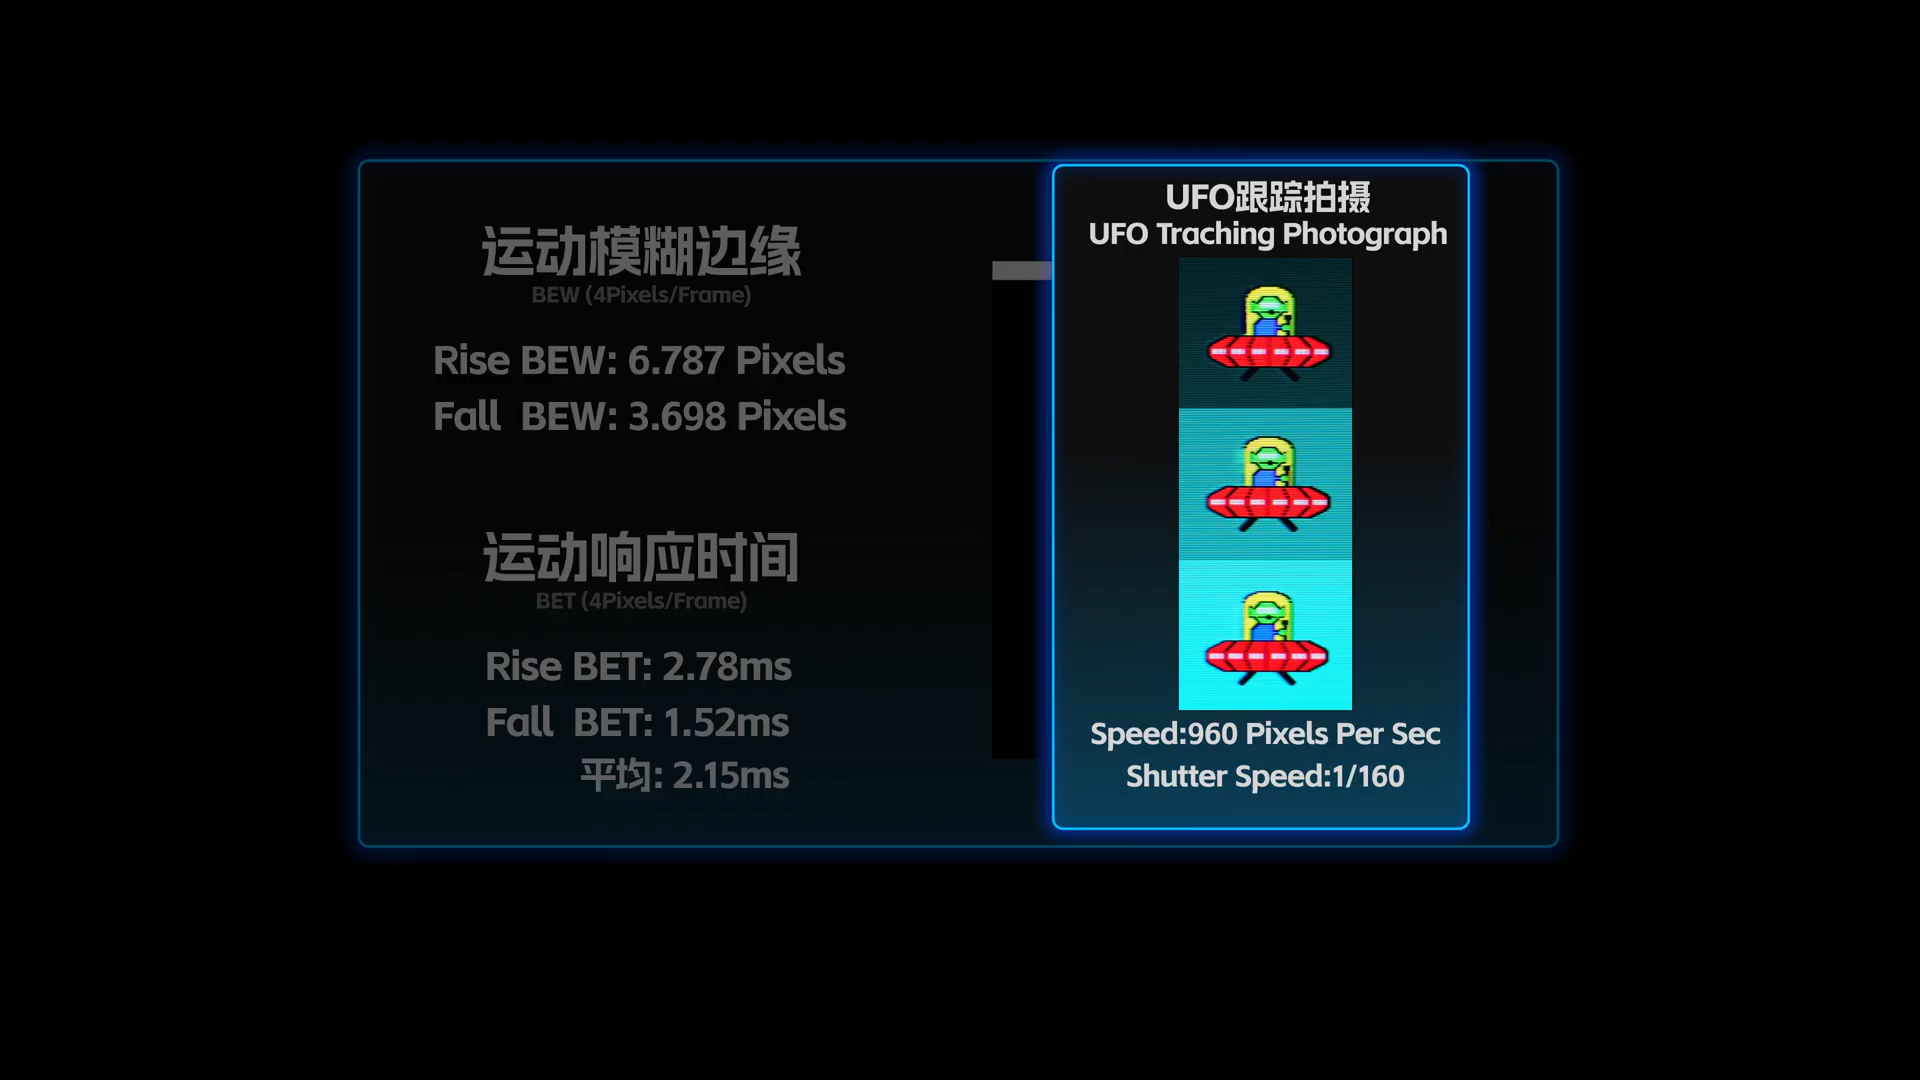 运动模糊边缘
BEW (4Pixels/Frame)
Rise BEW: 6.787 Pixels
Fall BEW: 3.698 Pixels
运动响应时间
BET (4Pixels/Frame)
Rise BET: 2.78ms
Fall BET: 1.52ms
平均: 2.15ms
UFO跟踪拍摄
UFO Traching Photograph
Speed:960 Pixels Per Sec
Shutter Speed:1/160